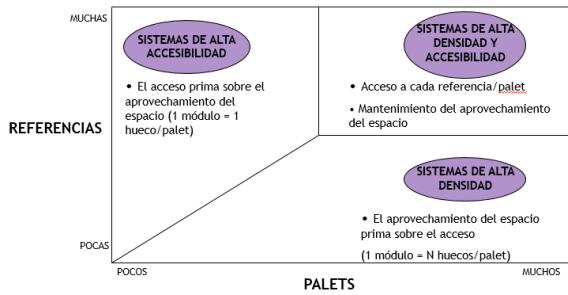 MUCHAS
SISTEMAS DE ALTA
ACCESIBILIDAD
• El acceso prima sobre el
aprovechamiento del
espacio (1 módulo = 1
hueco/palet)
SISTEMAS DE ALTA
DENSIDAD Y
ACCESIBILIDAD
• Acceso a cada referencia/palet
• Mantenimiento del aprovechamiento
del espacio
REFERENCIAS
SISTEMAS DE ALTA
DENSIDAD
• El aprovechamiento del espacio
prima sobre el acceso
(1 módulo = N huecos/palet)
POCAS
POCOS
PALETS
MUCHOS